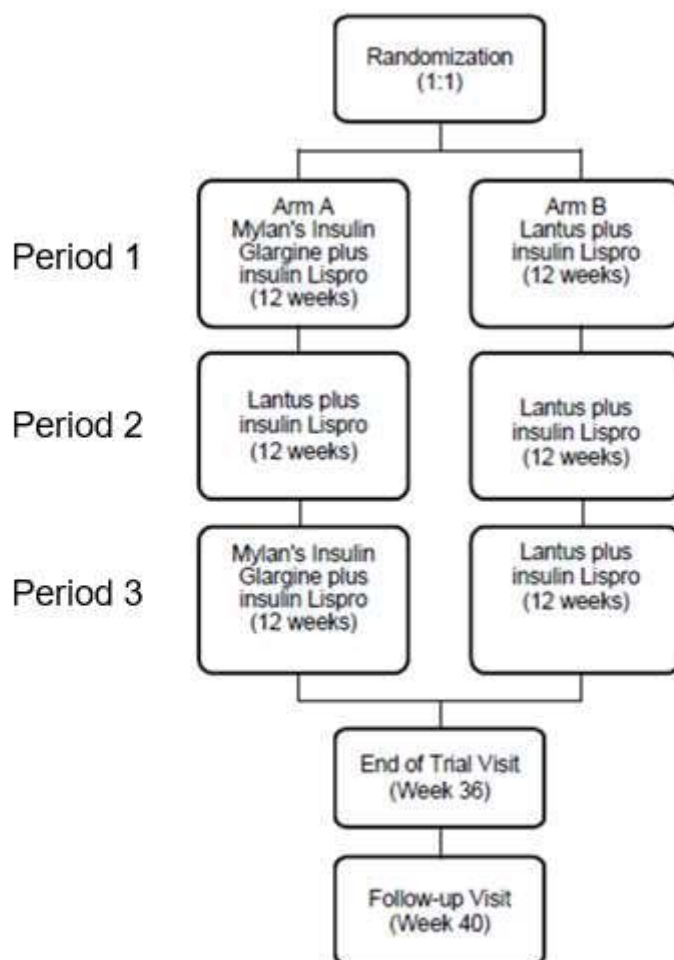 Randomization
(1:1)
Period 1
Arm A
Mylan's Insulin
Glargine plus
insulin Lispro
(12 weeks)
Arm B
Lantus plus
insulin Lispro
(12 weeks)
Period 2
Lantus plus
insulin Lispro
(12 weeks)
Lantus plus
insulin Lispro
(12 weeks)
Period 3
Mylan's Insulin
Glargine plus
insulin Lispro
(12 weeks)
Lantus plus
insulin Lispro
(12 weeks)
End of Trial Visit
(Week 36)
Follow-up Visit
(Week 40)